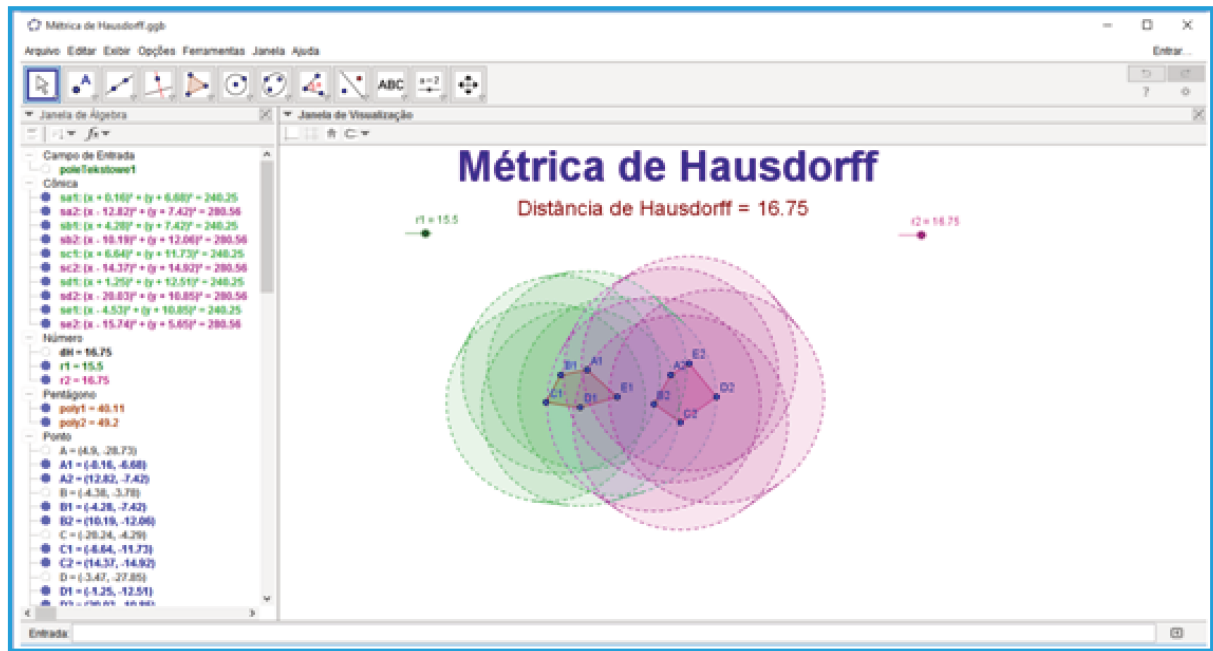 Métrica de Hausdorff.ggb
Arquivo Editar Exibir Opções Ferramentas Janela Ajuda
Entrar...
ABC
a=2
Janela de Álgebra
Janela de Visualização
Campo de Entrada
poleTekstowe1
Cônica
sa1: (x + 0.16)² + (y + 6.68)² = 240.25
sa2: (x - 12.82)² + (y + 7.42)² = 280.56
sb1: (x + 4.28)² + (y + 7.42)² = 240.25
sb2: (x - 10.19)² + (y + 12.06)² = 280.56
sc1: (x + 6.64)² + (y + 11.73)² = 240.25
sc2: (x - 14.37)² + (y + 14.92)² = 280.56
sd1: (x + 1.25)² + (y + 12.51)² = 240.25
sd2: (x - 20.03)² + (y + 10.85)² = 280.56
se1: (x - 4.53)² + (y + 10.85)² = 240.25
se2: (x - 15.74)² + (y + 5.65)² = 280.56
Número
dH = 16.75
r1 = 15.5
r2 = 16.75
Pentágono
poly1 = 40.11
poly2 = 49.2
Ponto
A = (4.9, -28.73)
A1 = (-0.16, -6.68)
A2 = (12.82, -7.42)
B = (-4.38, -3.78)
B1 = (-4.28, -7.42)
B2 = (10.19, -12.06)
C = (-20.24, -4.29)
C1 = (-6.64, -11.73)
C2 = (14.37, -14.92)
D = (-3.47, -27.85)
D1 = (-1.25, -12.51)
Métrica de Hausdorff
Distância de Hausdorff = 16.75
r1 = 15.5
r2 = 16.75
B1
A1
C1
D1
E1
A2
E2
B2
D2
C2
Entrada: